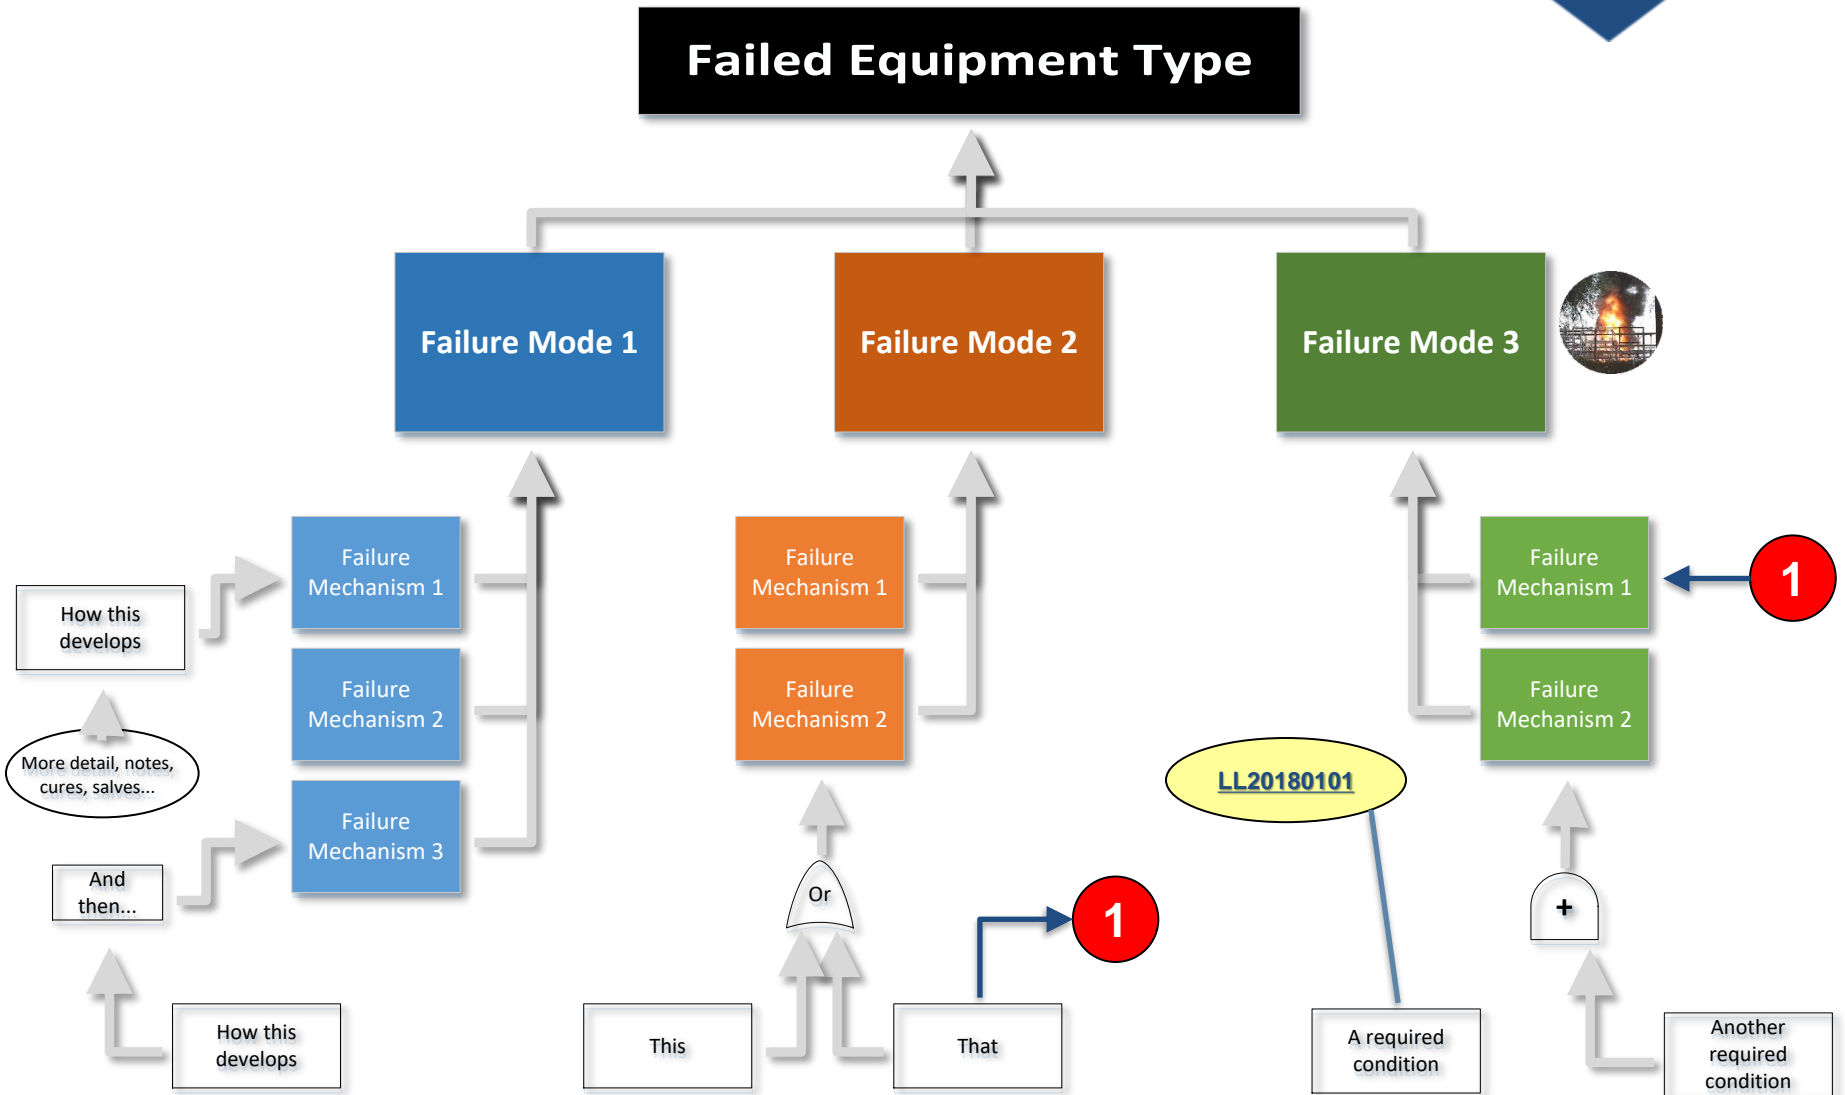 Failed Equipment Type
Failure Mode 1
Failure Mode 2
Failure Mode 3
Failure
Mechanism 1
Failure
Mechanism 1
Failure
Mechanism 1
1
How this
develops
Failure
Mechanism 2
Failure
Mechanism 2
Failure
Mechanism 2
More detail, notes,
cures, salves...
LL20180101
Failure
Mechanism 3
And
then...
Or
1
+
How this
develops
This
That
A required
condition
Another
required
condition